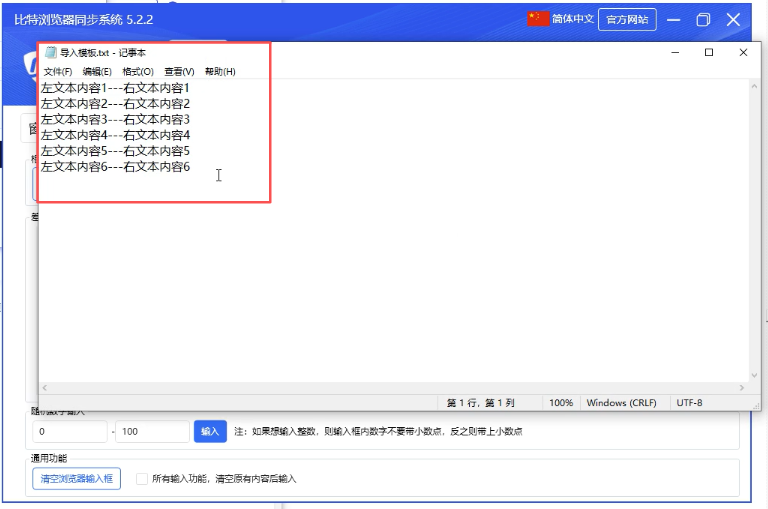 比特浏览器同步系统 5.2.2
简体中文
官方网站
导入模板.txt - 记事本
文件(F) 编辑(E) 格式(O) 查看(V) 帮助(H)
左文本内容1---右文本内容1
左文本内容2---右文本内容2
左文本内容3---右文本内容3
左文本内容4---右文本内容4
左文本内容5---右文本内容5
左文本内容6---右文本内容6
第 1 行，第 1 列
100%
Windows (CRLF)
UTF-8
随机数字输入
0 - 100 输入 注：如果想输入整数，则输入框内数字不要带小数点，反之则带上小数点
通用功能
清空浏览器输入框 所有输入功能，清空原有内容后输入